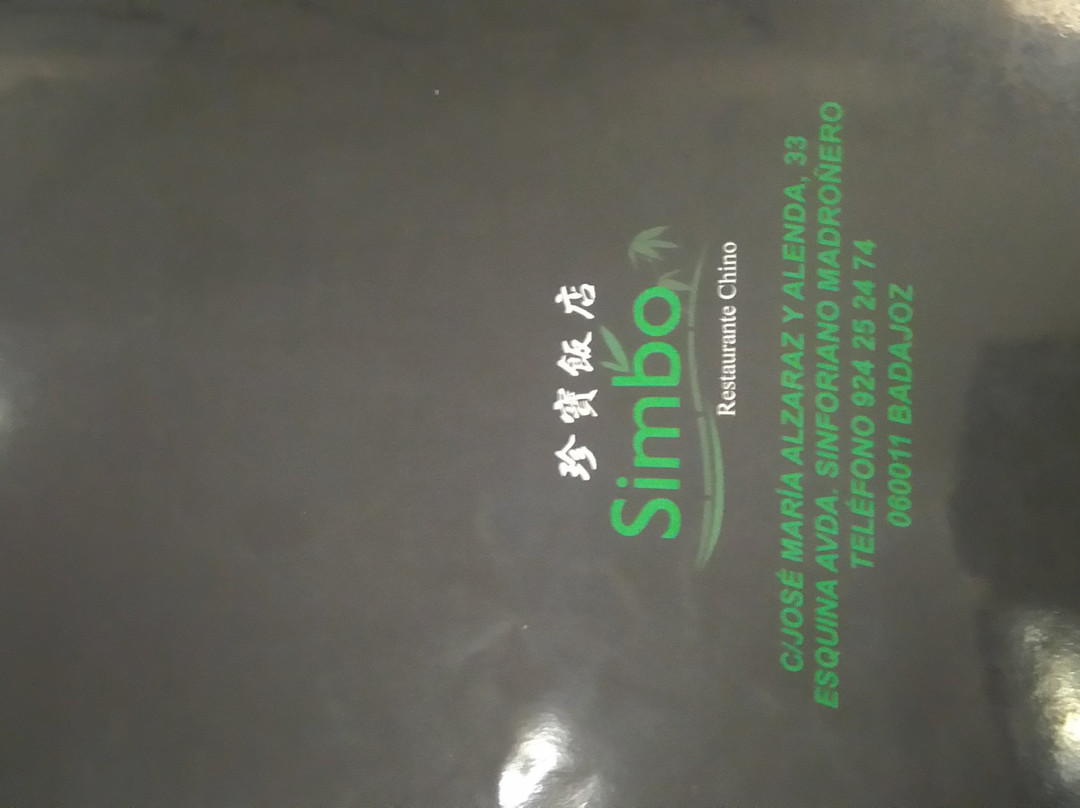 珍寶飯店
Simbo
Restaurante Chino
C/JOSÉ MARÍA ALZARAZ Y ALENDA, 33
ESQUINA AVDA. SINFORIANO MADROÑERO
TELÉFONO 924 25 24 74
060011 BADAJOZ